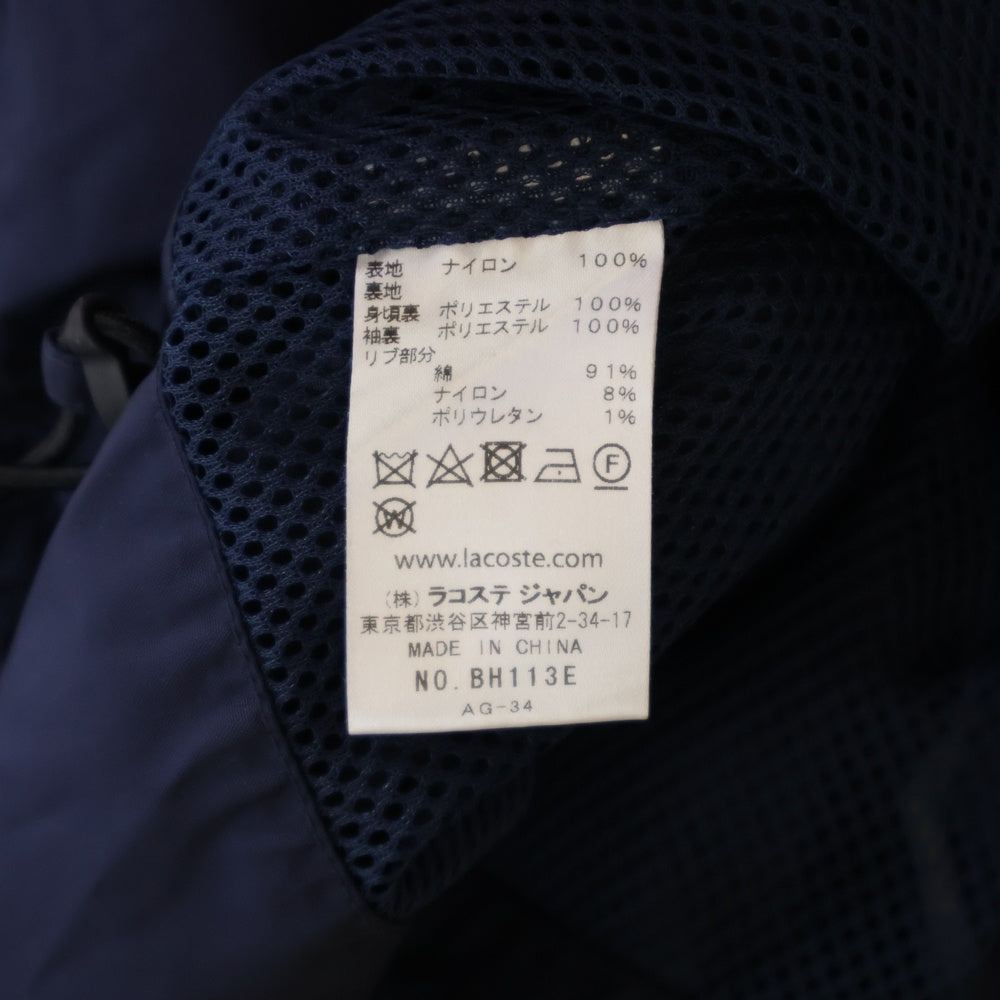 表地 ナイロン 100%
裏地
身頃裏 ポリエステル 100%
袖裏 ポリエステル 100%
リブ部分
綿 91%
ナイロン 8%
ポリウレタン 1%
F
W
www.lacoste.com
(株) ラコステ ジャパン
東京都渋谷区神宮前2-34-17
MADE IN CHINA
NO. BH113E
AG-34